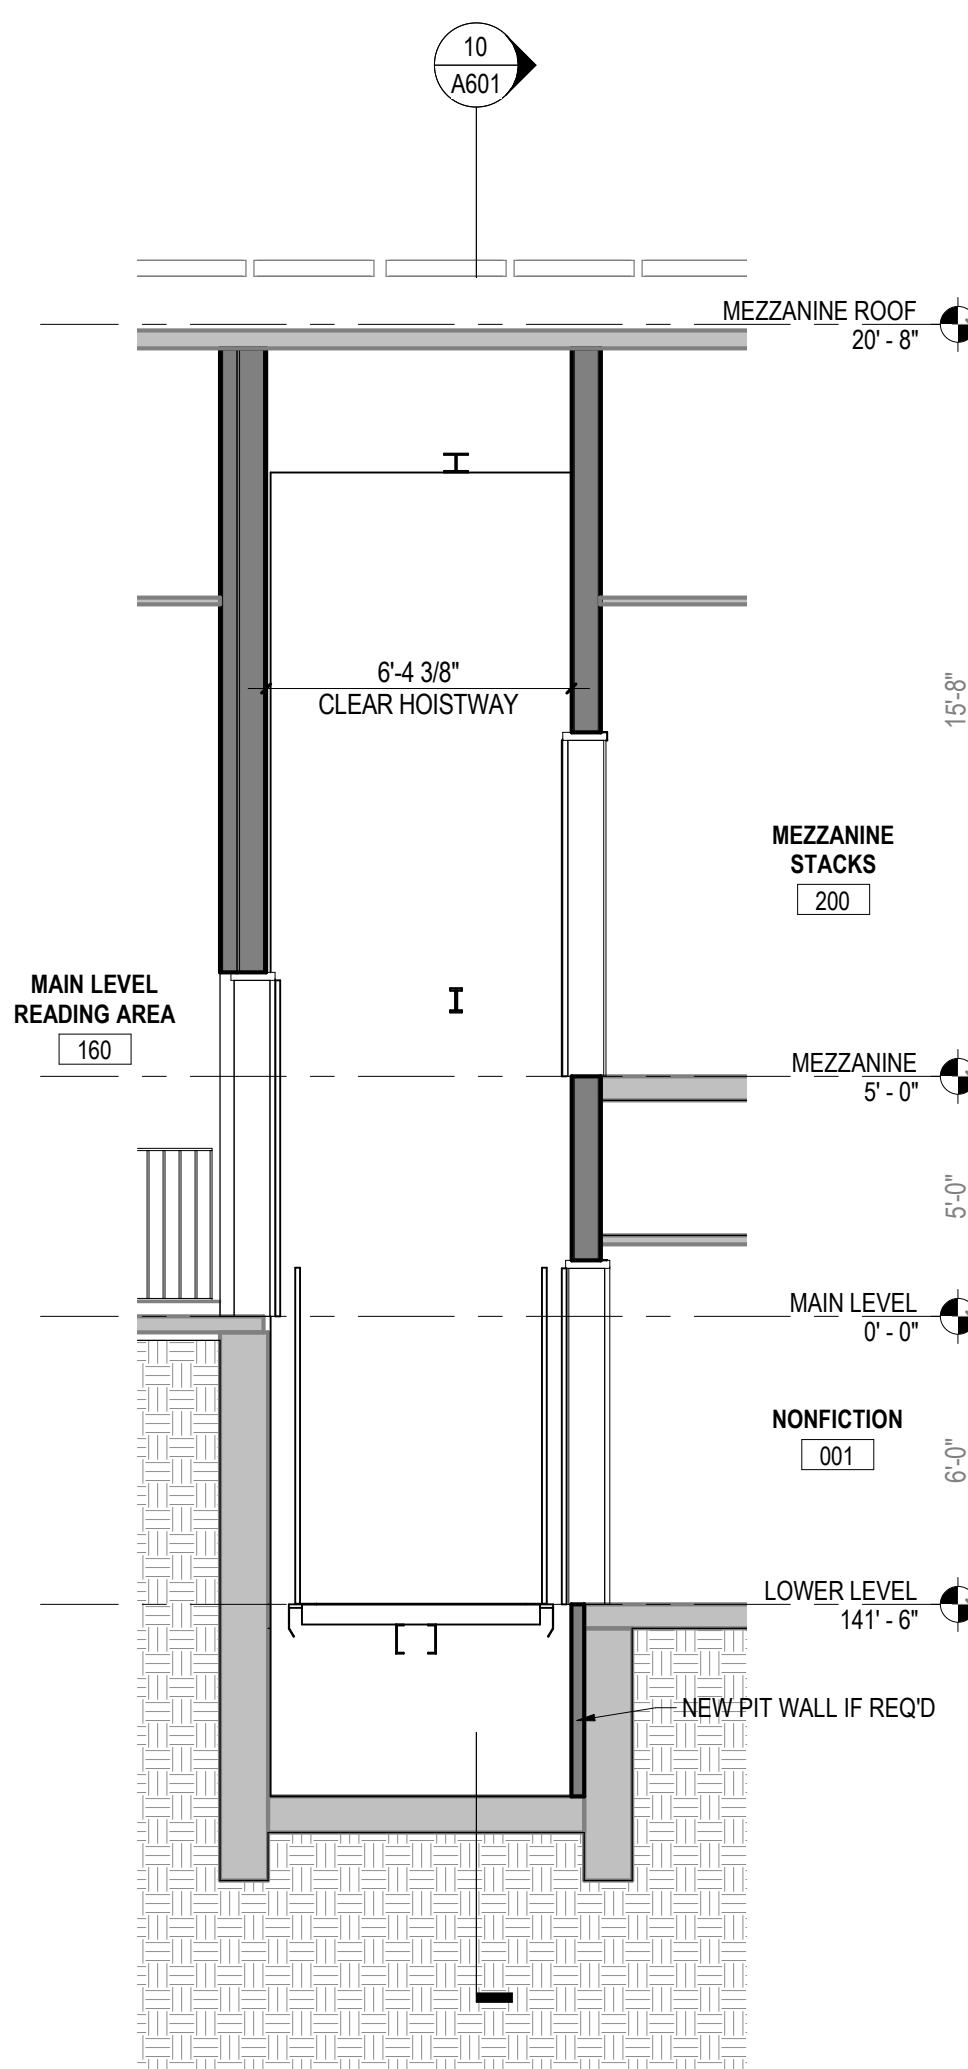 10
A601
MEZZANINE ROOF
20' - 8"
6'-4 3/8"
CLEAR HOISTWAY
15'-8"
MEZZANINE
STACKS
200
MAIN LEVEL
READING AREA
160
MEZZANINE
5' - 0"
5'-0"
MAIN LEVEL
0' - 0"
NONFICTION
001
6'-0"
LOWER LEVEL
141' - 6"
NEW PIT WALL IF REQ'D